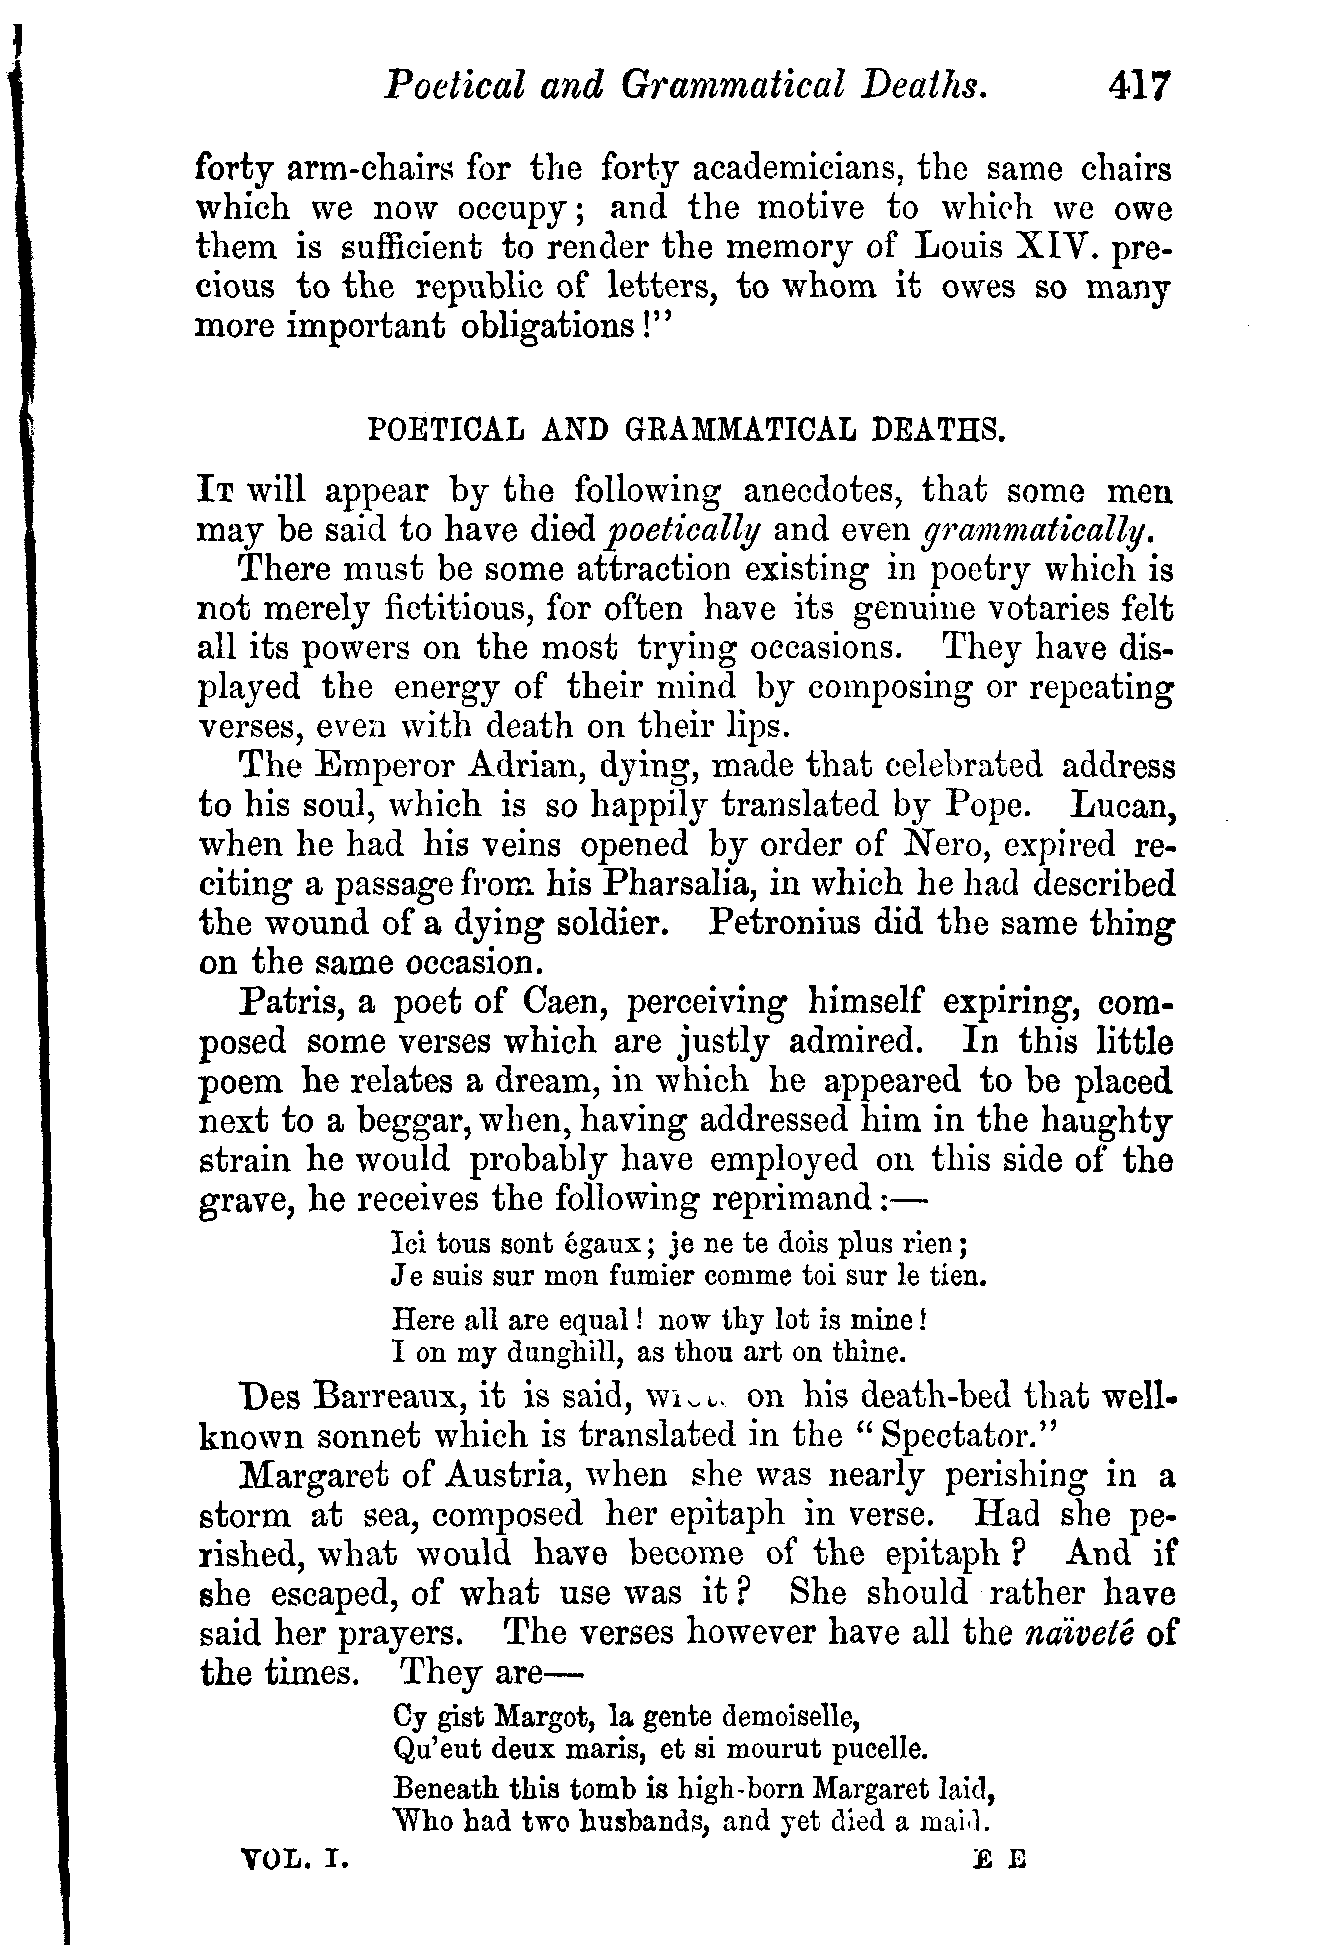 Poetical and Grammatical Deaths. 417
forty arm-chairs for the forty academicians, the same chairs
which we now occupy; and the motive to which we owe
them is sufficient to render the memory of Louis XIV. pre-
cious to the republic of letters, to whom it owes so many
more important obligations!"
POETICAL AND GRAMMATICAL DEATHS.
IT will appear by the following anecdotes, that some men
may be said to have died poetically and even grammatically.
There must be some attraction existing in poetry which is
not merely fictitious, for often have its genuine votaries felt
all its powers on the most trying occasions. They have dis-
played the energy of their mind by composing or repeating
verses, even with death on their lips.
The Emperor Adrian, dying, made that celebrated address
to his soul, which is so happily translated by Pope. Lucan,
when he had his veins opened by order of Nero, expired re-
citing a passage from his Pharsalia, in which he had described
the wound of a dying soldier. Petronius did the same thing
on the same occasion.
Patris, a poet of Caen, perceiving himself expiring, com-
posed some verses which are justly admired. In this little
poem he relates a dream, in which he appeared to be placed
next to a beggar, when, having addressed him in the haughty
strain he would probably have employed on this side of the
grave, he receives the following reprimand:—
Ici tous sont égaux; je ne te dois plus rien;
Je suis sur mon fumier comme toi sur le tien.
Here all are equal! now thy lot is mine!
I on my dunghill, as thou art on thine.
Des Barreaux, it is said, on his death-bed that well-
known sonnet which is translated in the "Spectator."
Margaret of Austria, when she was nearly perishing in a
storm at sea, composed her epitaph in verse. Had she pe-
rished, what would have become of the epitaph? And if
she escaped, of what use was it? She should rather have
said her prayers. The verses however have all the naïveté of
the times. They are—
Cy gist Margot, la gente demoiselle,
Qu'eut deux maris, et si mourut pucelle.
Beneath this tomb is high-born Margaret laid,
Who had two husbands, and yet died a maid.
VOL. I. E E